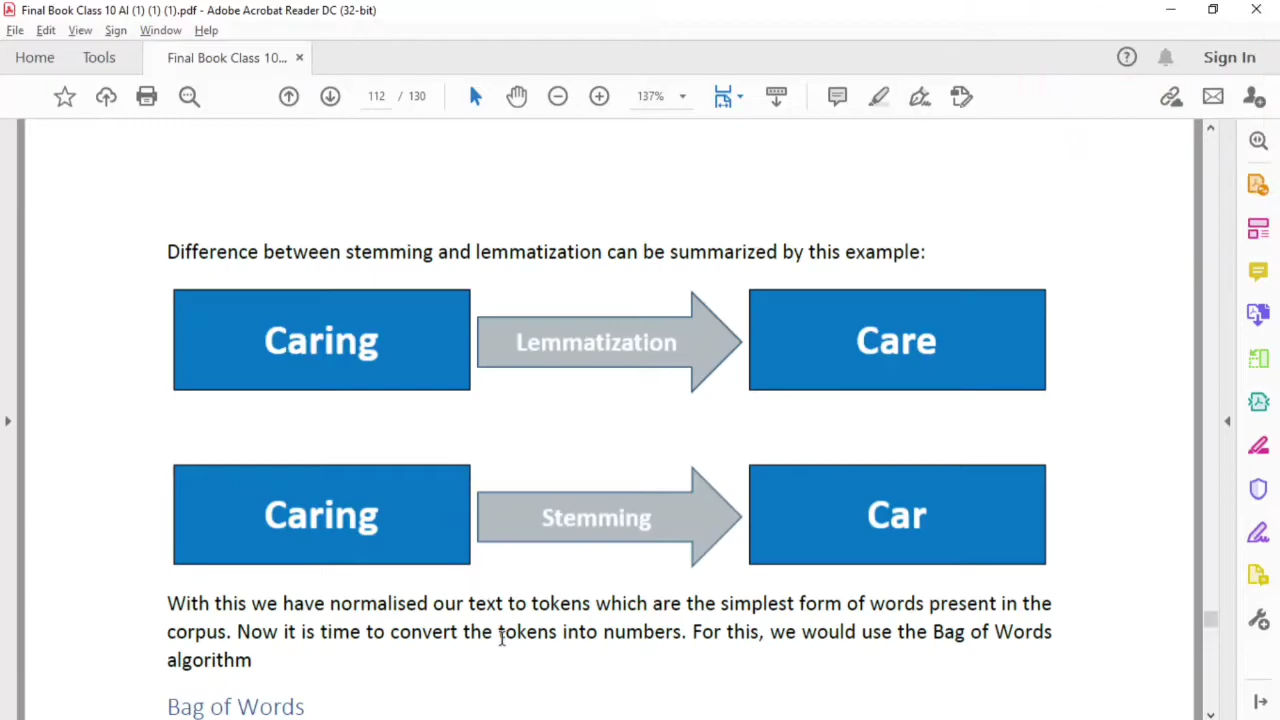 Final Book Class 10 AI (1) (1) (1).pdf - Adobe Acrobat Reader DC (32-bit)
File Edit View Sign Window Help
Home Tools Final Book Class 10... × Sign In
112 / 130 137%
Difference between stemming and lemmatization can be summarized by this example:
Caring Lemmatization Care
Caring Stemming Car
With this we have normalised our text to tokens which are the simplest form of words present in the
corpus. Now it is time to convert the tokens into numbers. For this, we would use the Bag of Words
algorithm
Bag of Words